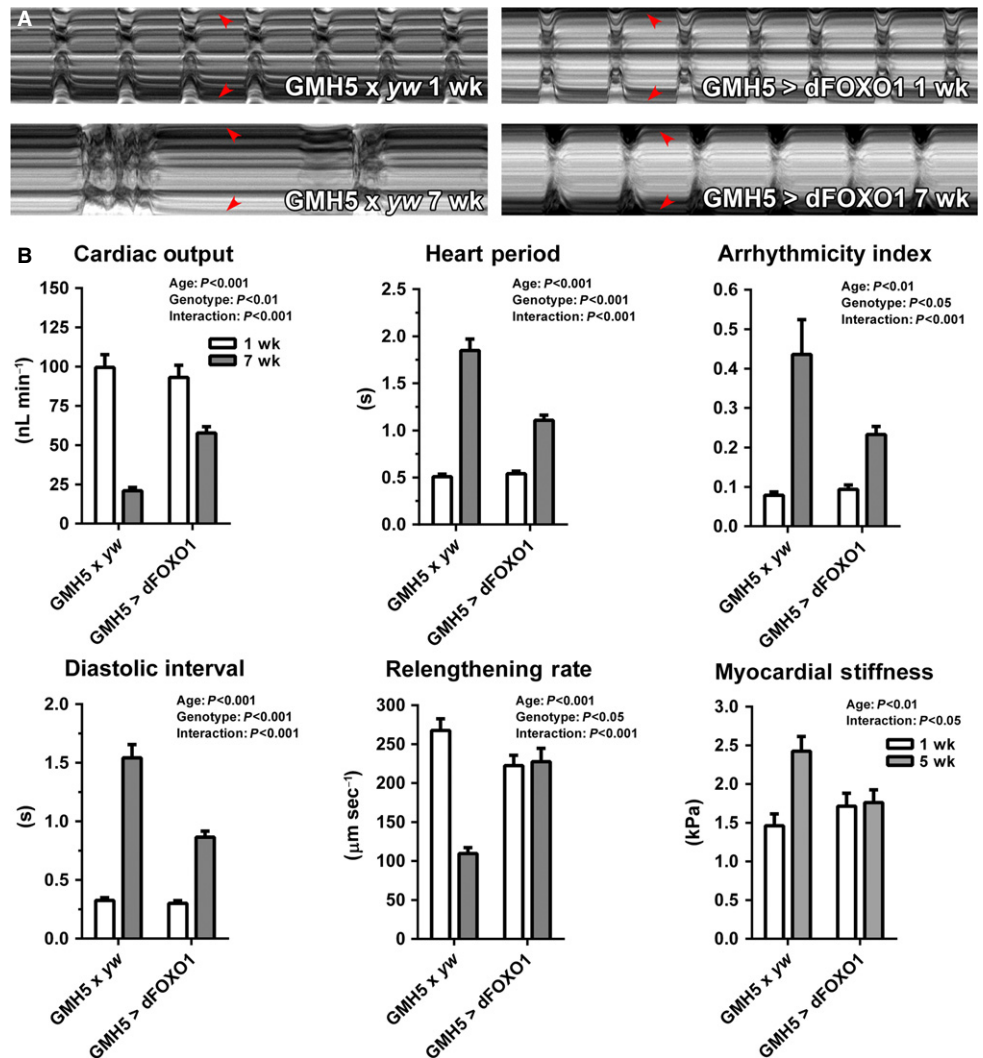 A
GMH5 x yw 1 wk
GMH5 > dFOXO1 1 wk
GMH5 x yw 7 wk
GMH5 > dFOXO1 7 wk
B
Cardiac output
Age: P<0.001
Genotype: P<0.01
Interaction: P<0.001
1 wk
7 wk
(nL min⁻¹)
150
125
100
75
50
25
0
GMH5 x yw
GMH5 > dFOXO1
Heart period
Age: P<0.001
Genotype: P<0.001
Interaction: P<0.001
(s)
2.5
2.0
1.5
1.0
0.5
0.0
GMH5 x yw
GMH5 > dFOXO1
Arrhythmicity index
Age: P<0.01
Genotype: P<0.05
Interaction: P<0.001
0.6
0.5
0.4
0.3
0.2
0.1
0.0
GMH5 x yw
GMH5 > dFOXO1
Diastolic interval
Age: P<0.001
Genotype: P<0.001
Interaction: P<0.001
(s)
2.0
1.5
1.0
0.5
0.0
GMH5 x yw
GMH5 > dFOXO1
Relengthening rate
Age: P<0.001
Genotype: P<0.05
Interaction: P<0.001
(µm sec⁻¹)
300
250
200
150
100
50
0
GMH5 x yw
GMH5 > dFOXO1
Myocardial stiffness
Age: P<0.01
Interaction: P<0.05
1 wk
5 wk
(kPa)
3.0
2.5
2.0
1.5
1.0
0.5
0.0
GMH5 x yw
GMH5 > dFOXO1